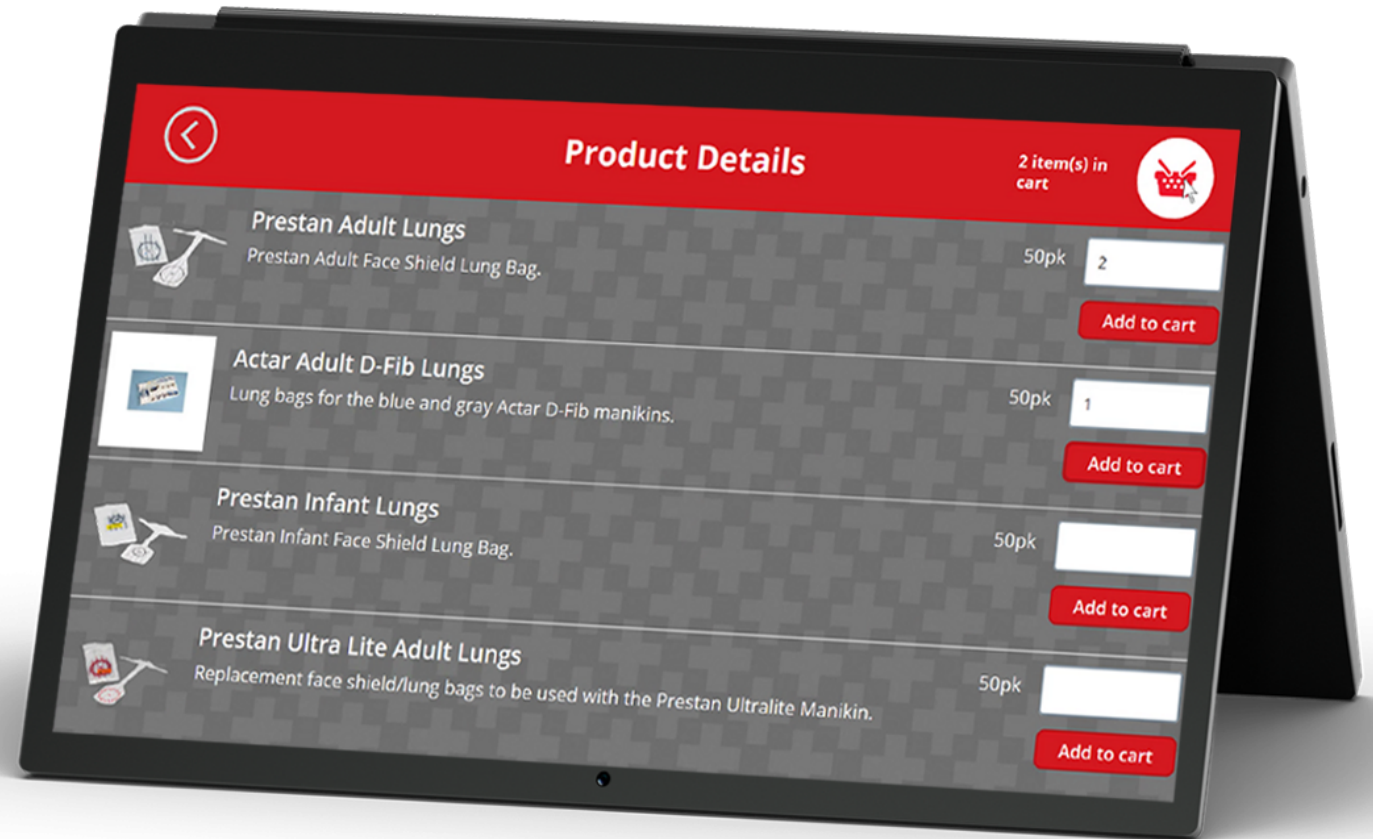 Product Details
2 item(s) in
cart
Prestan Adult Lungs
Prestan Adult Face Shield Lung Bag.
50pk
2
Add to cart
Actar Adult D-Fib Lungs
Lung bags for the blue and gray Actar D-Fib manikins.
50pk
1
Add to cart
Prestan Infant Lungs
Prestan Infant Face Shield Lung Bag.
50pk
Add to cart
Prestan Ultra Lite Adult Lungs
Replacement face shield/lung bags to be used with the Prestan Ultralite Manikin.
50pk
Add to cart